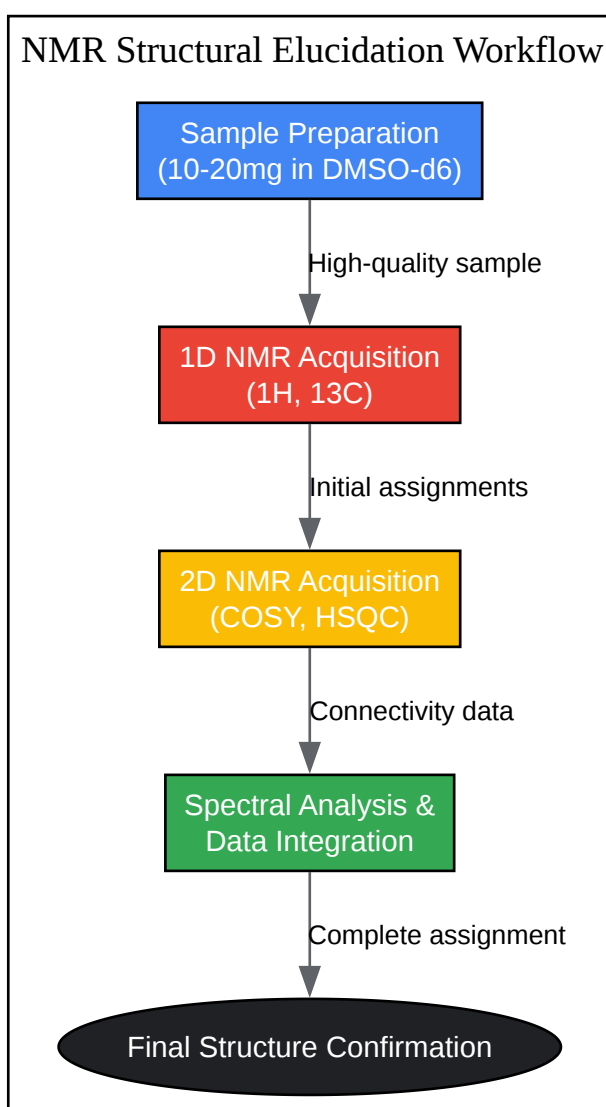 NMR Structural Elucidation Workflow
Sample Preparation
(10-20mg in DMSO-d6)
High-quality sample
1D NMR Acquisition
(1H, 13C)
Initial assignments
2D NMR Acquisition
(COSY, HSQC)
Connectivity data
Spectral Analysis &
Data Integration
Complete assignment
Final Structure Confirmation